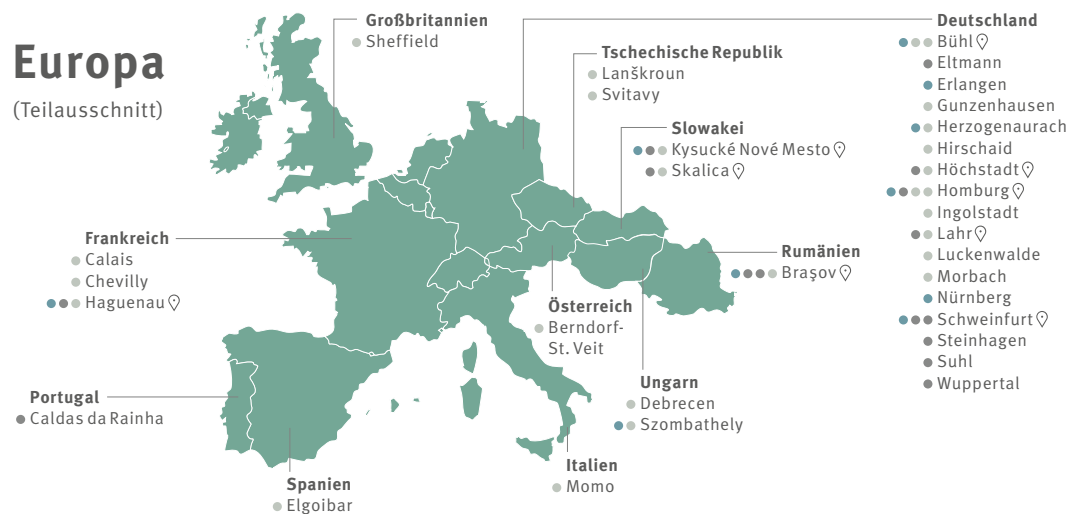 Europa
(Teilausschnitt)
Großbritannien
Sheffield
Tschechische Republik
Lanškroun
Svitavy
Slowakei
Kysucké Nové Mesto
Skalica
Frankreich
Calais
Chevilly
Haguenau
Rumänien
Braşov
Österreich
Berndorf-
St. Veit
Ungarn
Debrecen
Szombathely
Portugal
Caldas da Rainha
Italien
Momo
Spanien
Elgoibar
Deutschland
Bühl
Eltmann
Erlangen
Gunzenhausen
Herzogenaurach
Hirschaid
Höchstadt
Homburg
Ingolstadt
Lahr
Luckenwalde
Morbach
Nürnberg
Schweinfurt
Steinhagen
Suhl
Wuppertal